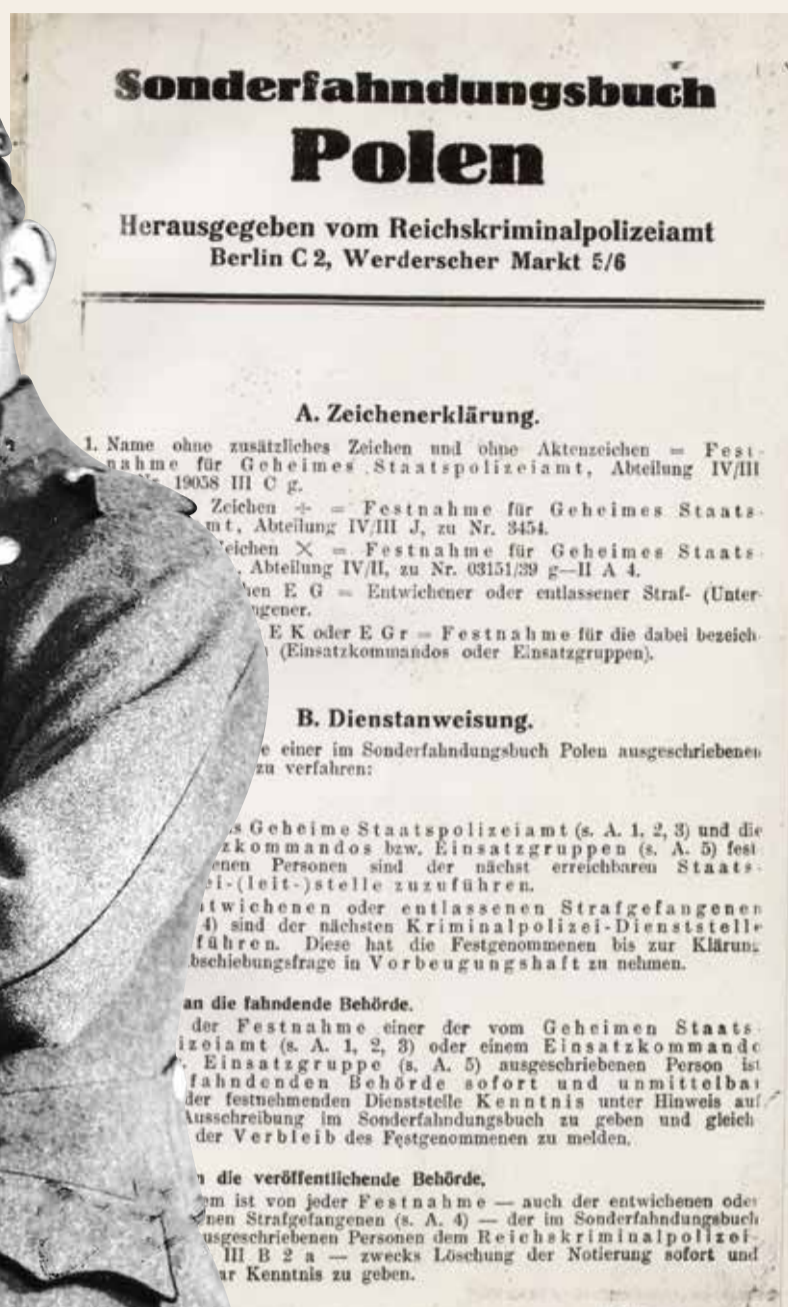 Sonderfahndungsbuch
Polen
Herausgegeben vom Reichskriminalpolizeiamt
Berlin C 2, Werderscher Markt 5/6
A. Zeichenerklärung.
1. Name ohne zusätzliches Zeichen und ohne Aktenzeichen = Fest-
nahme für Geheimes Staatspolizeiamt, Abteilung IV/III
19058 III C g.
Zeichen ÷ = Festnahme für Geheimes Staats-
mt, Abteilung IV/III J, zu Nr. 3454.
eichen × = Festnahme für Geheimes Staats-
, Abteilung IV/II, zu Nr. 03151/39 g—II A 4.
en E G = Entwichener oder entlassener Straf- (Unter-
ngener.
E K oder E Gr = Festnahme für die dabei bezeich-
(Einsatzkommandos oder Einsatzgruppen).
B. Dienstanweisung.
e einer im Sonderfahndungsbuch Polen ausgeschriebenen
zu verfahren:
s Geheime Staatspolizeiamt (s. A. 1, 2, 3) und die
zkommandos bzw. Einsatzgruppen (s. A. 5) fest-
enen Personen sind der nächst erreichbaren Staats-
ei-(leit-)stelle zuzuführen.
twichenen oder entlassenen Strafgefangenen
4) sind der nächsten Kriminalpolizei-Dienststelle
führen. Diese hat die Festgenommenen bis zur Klärung
bschiebungsfrage in Vorbeugungshaft zu nehmen.
an die fahndende Behörde.
der Festnahme einer der vom Geheimen Staats-
izeiamt (s. A. 1, 2, 3) oder einem Einsatzkommando
. Einsatzgruppe (s. A. 5) ausgeschriebenen Person ist
fahndenden Behörde sofort und unmittelbar
der festnehmenden Dienststelle Kenntnis unter Hinweis auf
Ausschreibung im Sonderfahndungsbuch zu geben und gleich
der Verbleib des Festgenommenen zu melden.
n die veröffentlichende Behörde.
em ist von jeder Festnahme — auch der entwichenen oder
nen Strafgefangenen (s. A. 4) — der im Sonderfahndungsbuch
usgeschriebenen Personen dem Reichskriminalpolizei-
III B 2 a — zwecks Löschung der Notierung sofort und
ar Kenntnis zu geben.